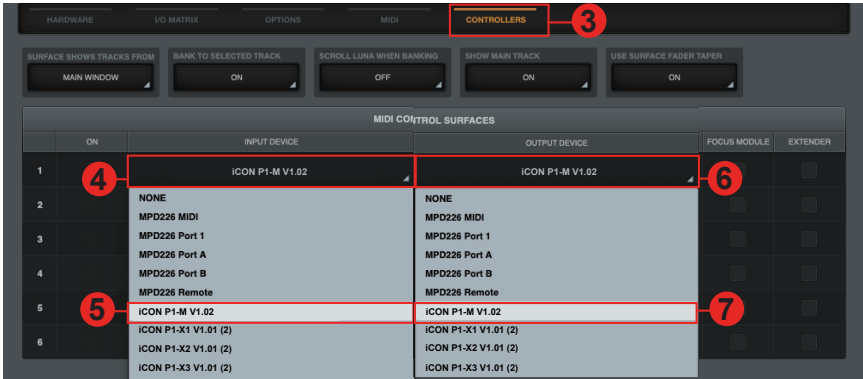 HARDWARE I/O MATRIX OPTIONS MIDI CONTROLLERS 3
SURFACE SHOWS TRACKS FROM BANK TO SELECTED TRACK SCROLL LUNA WHEN BANKING SHOW MAIN TRACK USE SURFACE FADER TAPER
MAIN WINDOW ON OFF ON ON
MIDI CONTROL SURFACES
ON INPUT DEVICE OUTPUT DEVICE FOCUS MODULE EXTENDER
1 4 iCON P1-M V1.02 iCON P1-M V1.02 6
NONE NONE
2 MPD226 MIDI MPD226 MIDI
3 MPD226 Port 1 MPD226 Port 1
MPD226 Port A MPD226 Port A
4 MPD226 Port B MPD226 Port B
MPD226 Remote MPD226 Remote
5 5 iCON P1-M V1.02 iCON P1-M V1.02 7
iCON P1-X1 V1.01 (2) iCON P1-X1 V1.01 (2)
6 iCON P1-X2 V1.01 (2) iCON P1-X2 V1.01 (2)
iCON P1-X3 V1.01 (2) iCON P1-X3 V1.01 (2)